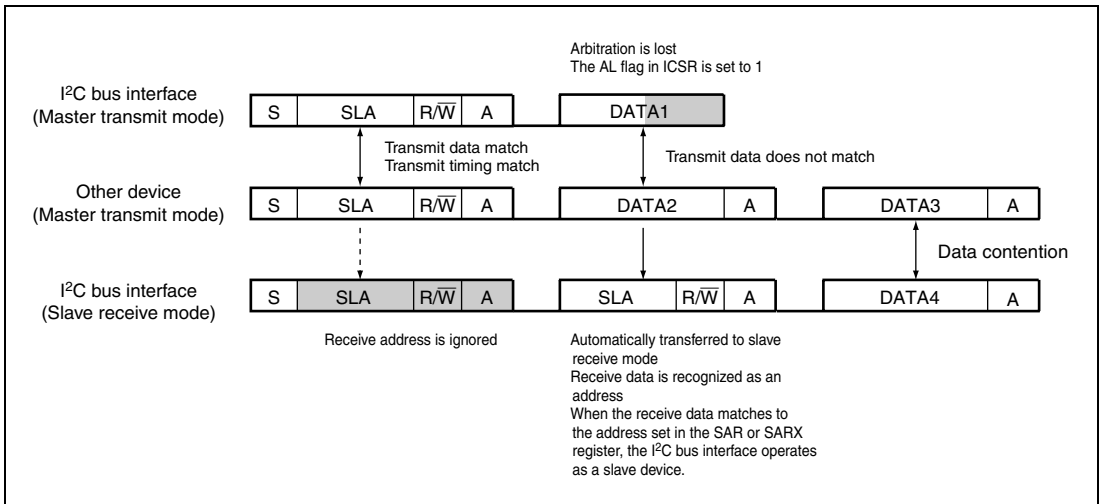 Arbitration is lost
The AL flag in ICSR is set to 1
I²C bus interface
(Master transmit mode)
S SLA R/W̅ A DATA1
Transmit data match
Transmit timing match
Transmit data does not match
Other device
(Master transmit mode)
S SLA R/W̅ A DATA2 A DATA3 A
Data contention
I²C bus interface
(Slave receive mode)
S SLA R/W̅ A SLA R/W̅ A DATA4 A
Receive address is ignored
Automatically transferred to slave
receive mode
Receive data is recognized as an
address
When the receive data matches to
the address set in the SAR or SARX
register, the I²C bus interface operates
as a slave device.